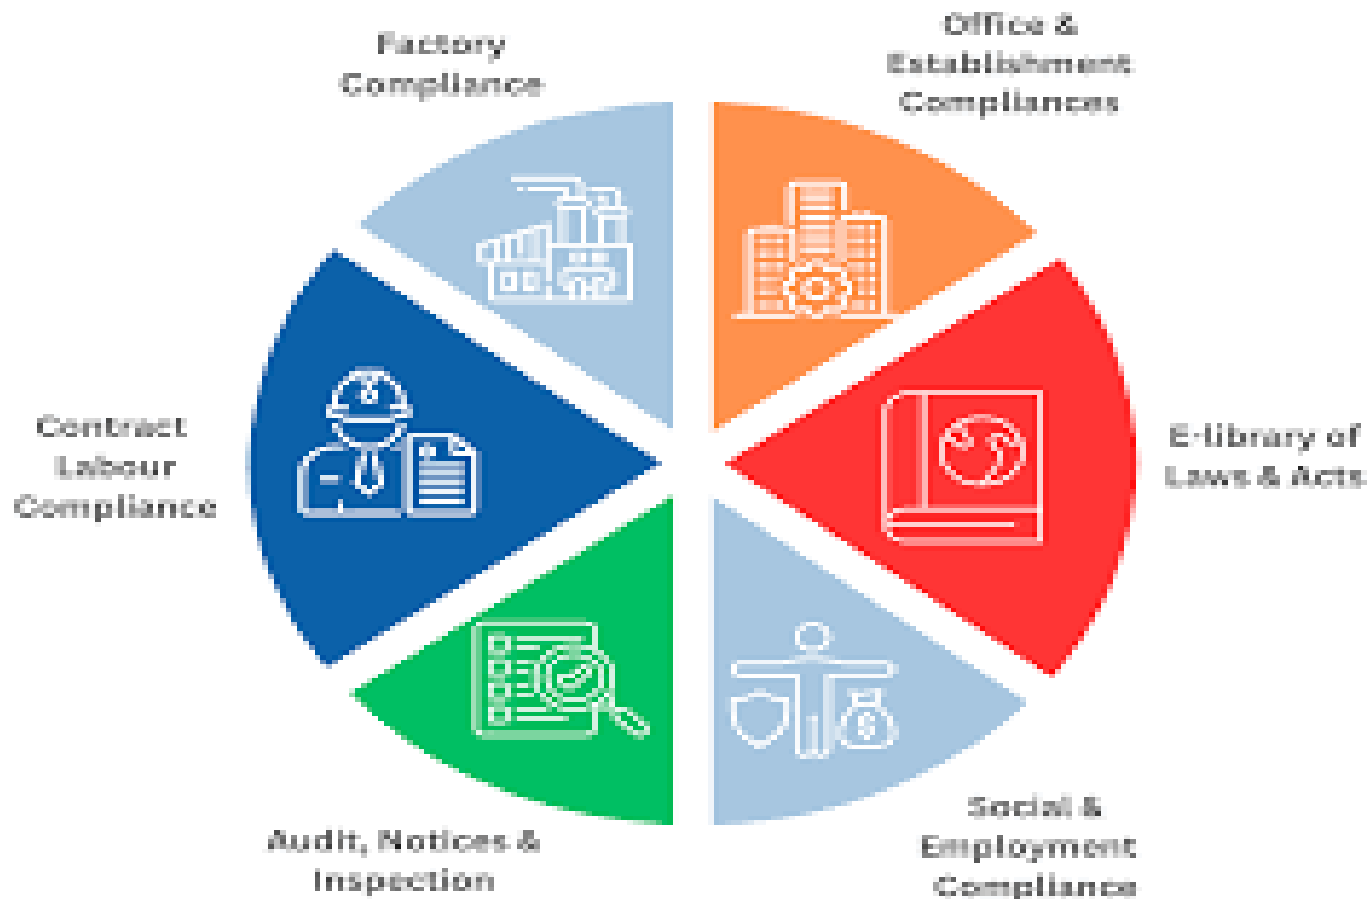 Factory
Compliance
Office &
Establishment
Compliances
E-library of
Laws & Acts
Social &
Employment
Compliance
Audit, Notices &
Inspection
Contract
Labour
Compliance